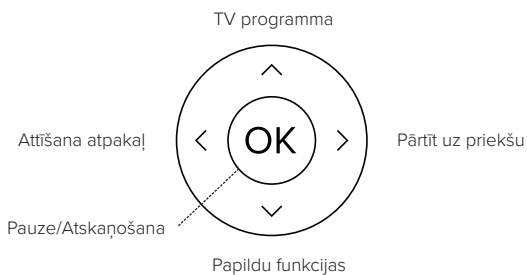 TV programma
Attīšana atpakaļ
OK
Pārtīt uz priekšu
Pauze/Atskaņošana
Papildu funkcijas